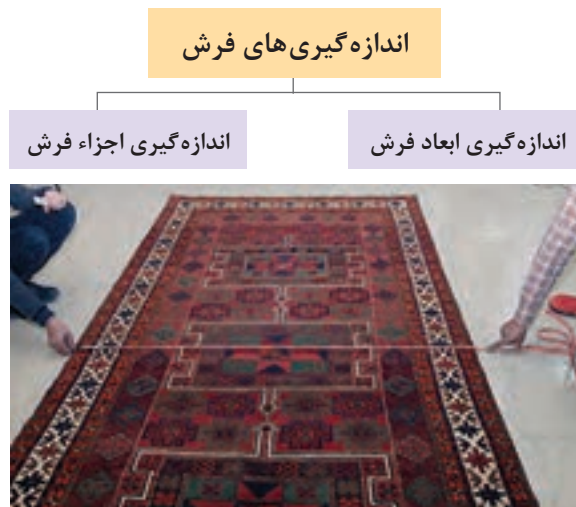 اندازه‌گیری‌های فرش
اندازه‌گیری ابعاد فرش
اندازه‌گیری اجزاء فرش